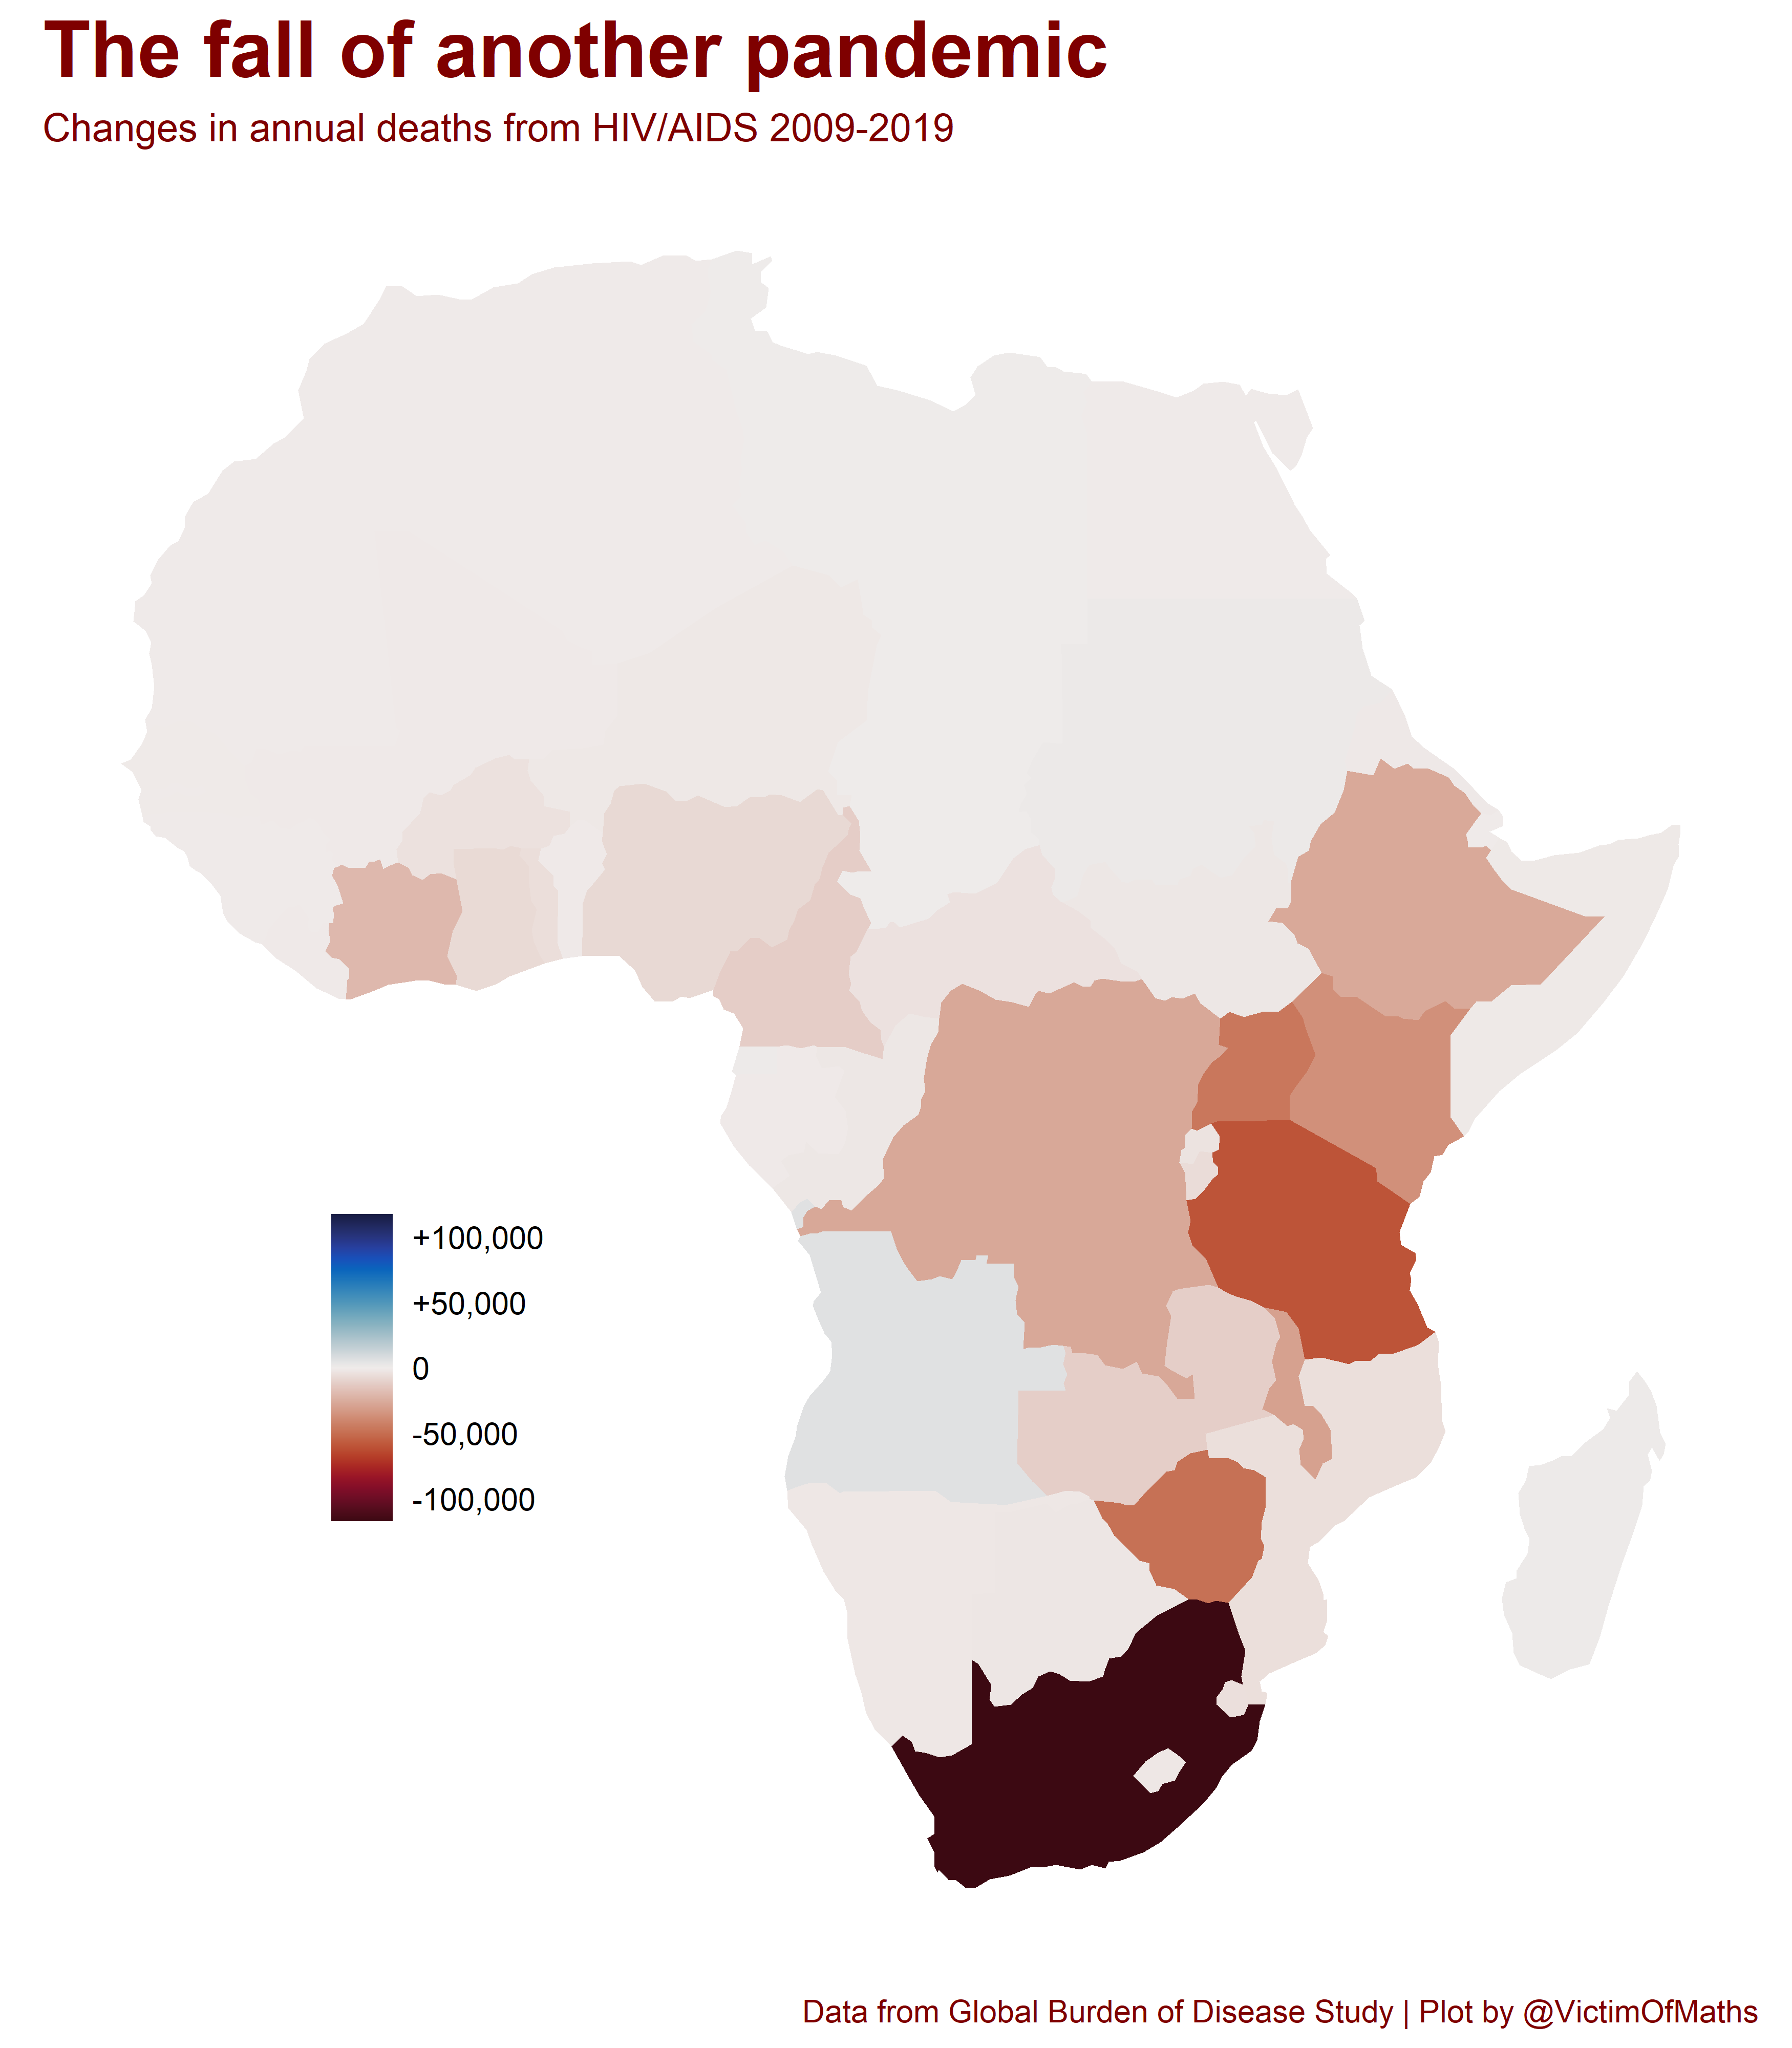 The fall of another pandemic
Changes in annual deaths from HIV/AIDS 2009-2019
+100,000
+50,000
0
-50,000
-100,000
Data from Global Burden of Disease Study | Plot by @VictimOfMaths